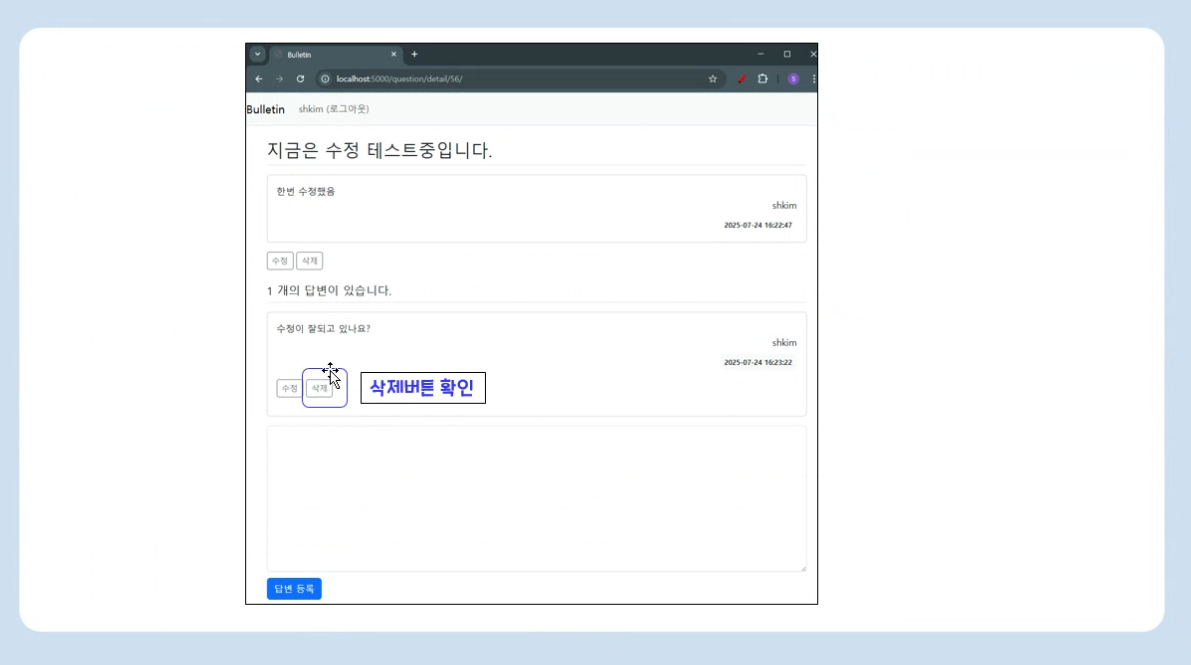 Bulletin
localhost:5000/question/detail/56/
S
Bulletin shkim (로그아웃)
지금은 수정 테스트중입니다.
한번 수정했음
shkim
2025-07-24 16:22:47
수정 삭제
1 개의 답변이 있습니다.
수정이 잘되고 있나요?
shkim
2025-07-24 16:23:22
수정 삭제 삭제버튼 확인
답변 등록